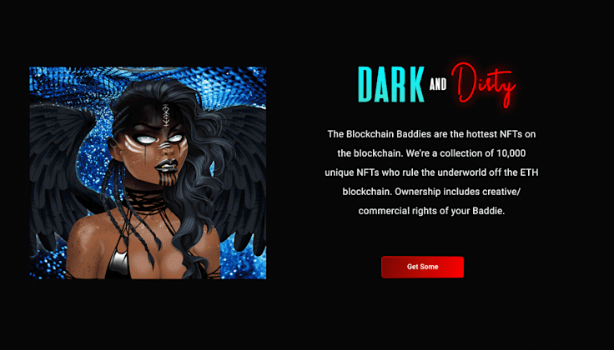 DARK AND Dirty
The Blockchain Baddies are the hottest NFTs on
the blockchain. We're a collection of 10,000
unique NFTs who rule the underworld off the ETH
blockchain. Ownership includes creative/
commercial rights of your Baddie.
Get Some